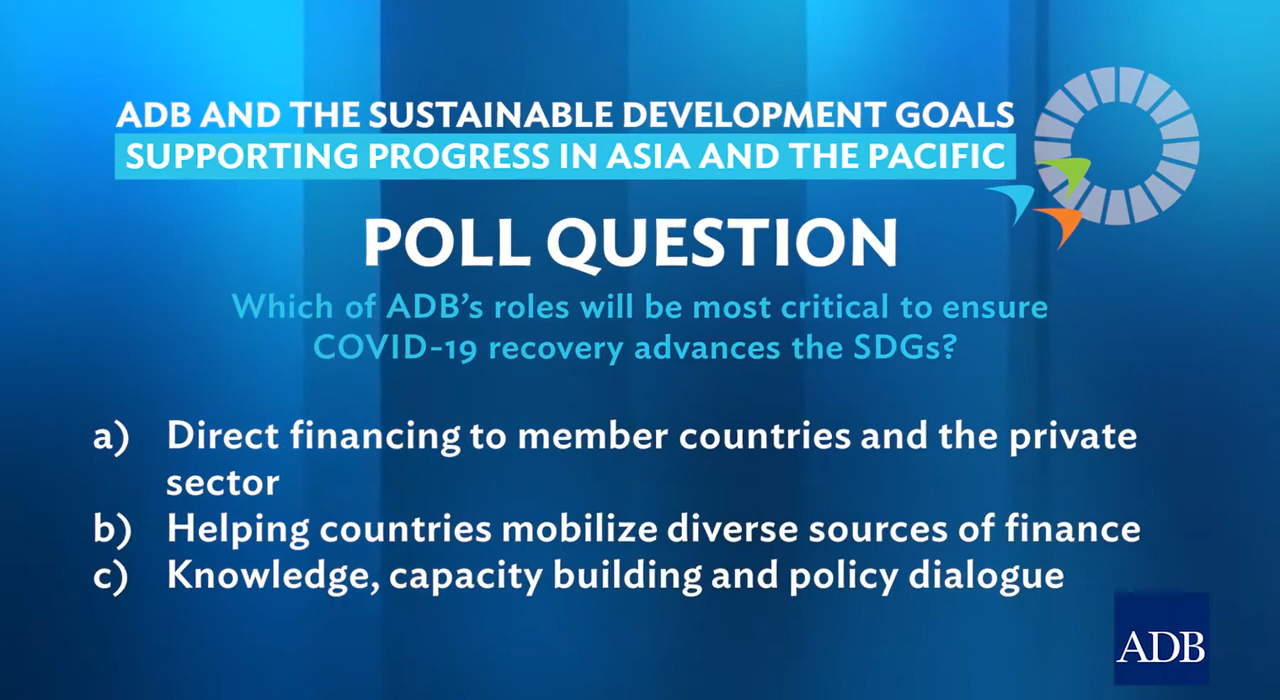 ADB AND THE SUSTAINABLE DEVELOPMENT GOALS
SUPPORTING PROGRESS IN ASIA AND THE PACIFIC
POLL QUESTION
Which of ADB’s roles will be most critical to ensure
COVID-19 recovery advances the SDGs?
a) Direct financing to member countries and the private
sector
b) Helping countries mobilize diverse sources of finance
c) Knowledge, capacity building and policy dialogue
ADB